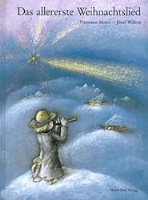 Das allererste Weihnachtslied
Hermann Moers · Józef Wilkoń
Nord-Süd Verlag